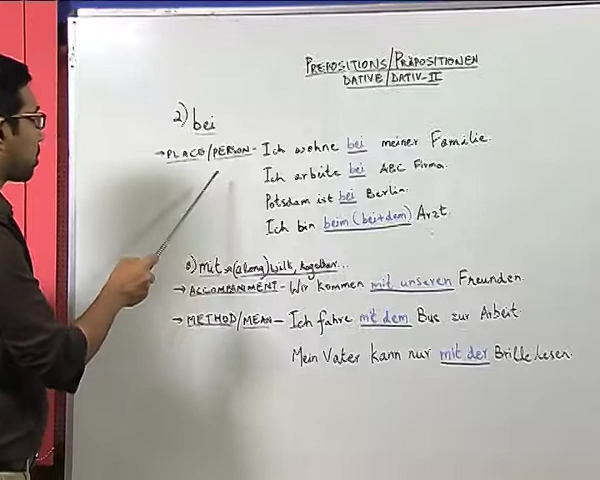 PREPOSITIONS/PRÄPOSITIONEN
DATIVE/DATIV-II
2) bei
→PLACE/PERSON- Ich wohne bei meiner Familie.
Ich arbeite bei ABC Firma.
Potsdam ist bei Berlin.
Ich bin beim (bei+dem) Arzt.
3) mit →(along) with, together...
→ACCOMPANIMENT- Wir kommen mit unseren Freunden.
→METHOD/MEAN- Ich fahre mit dem Bus zur Arbeit.
Mein Vater kann nur mit der Brille lesen.